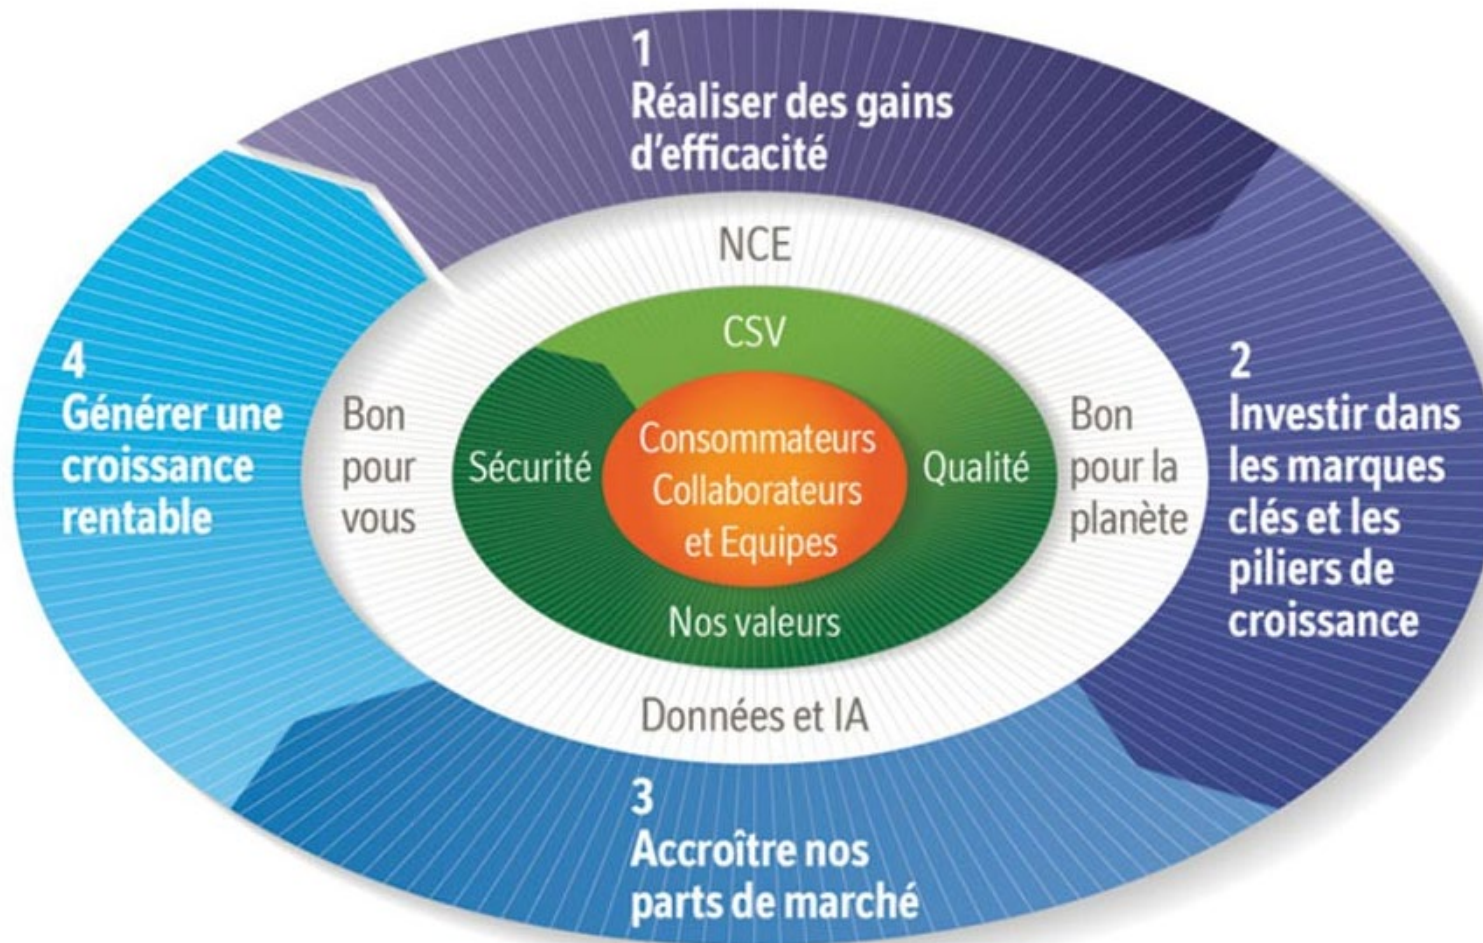 1
Réaliser des gains
d'efficacité
NCE
CSV
4
Générer une
croissance
rentable
Bon
pour
vous
Sécurité
Consommateurs
Collaborateurs
et Equipes
Qualité
Bon
pour la
planète
2
Investir dans
les marques
clés et les
piliers de
croissance
Nos valeurs
Données et IA
3
Accroître nos
parts de marché